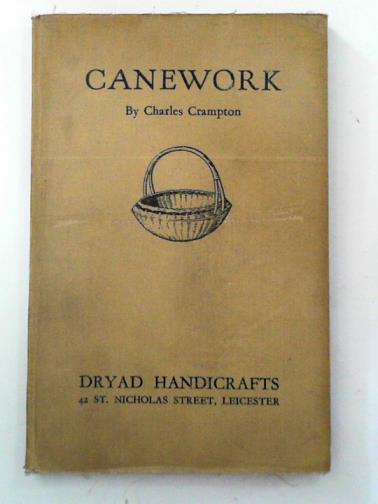 CANEWORK
By Charles Crampton
DRYAD HANDICRAFTS
42 ST. NICHOLAS STREET, LEICESTER